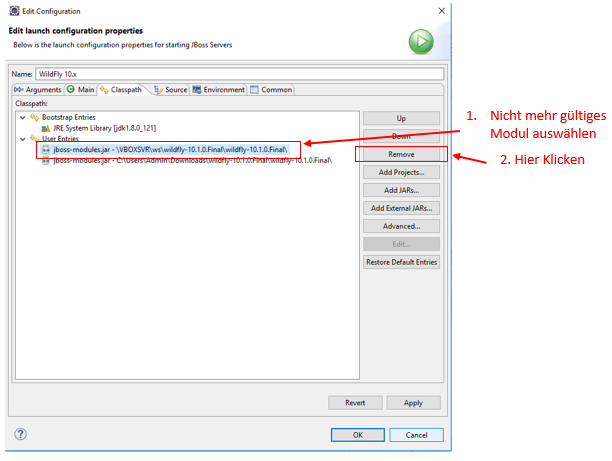 Edit Configuration
Edit launch configuration properties
Below is the launch configuration properties for starting JBoss Servers
Name: WildFly 10.x
Arguments Main Classpath Source Environment Common
Classpath:
Bootstrap Entries
JRE System Library [jdk1.8.0_121]
User Entries
jboss-modules.jar - \VBOXSVR\ws\wildfly-10.1.0.Final\wildfly-10.1.0.Final\
jboss-modules.jar - C:\Users\Admin\Downloads\wildfly-10.1.0.Final\wildfly-10.1.0.Final\
Up
Down
Remove
Add Projects...
Add JARs...
Add External JARs...
Advanced...
Edit...
Restore Default Entries
1. Nicht mehr gültiges
Modul auswählen
2. Hier Klicken
Revert Apply
? OK Cancel